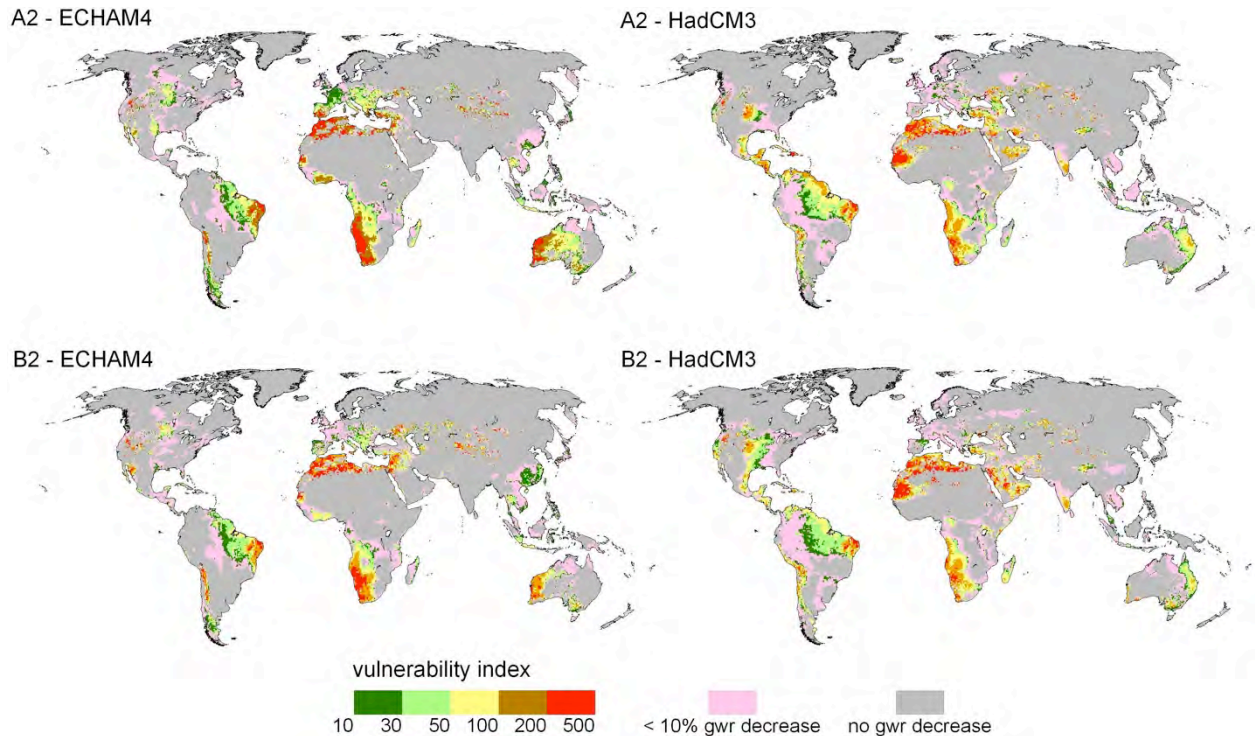 A2 - ECHAM4
A2 - HadCM3
B2 - ECHAM4
B2 - HadCM3
vulnerability index
10 30 50 100 200 500
< 10% gwr decrease
no gwr decrease